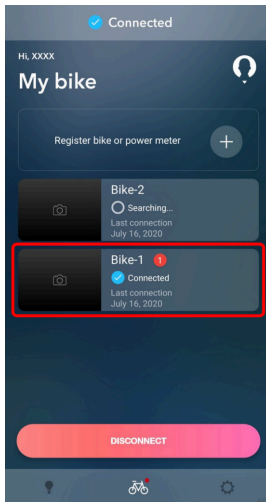 Connected
Hi, XXXX
My bike
Register bike or power meter
Bike-2
Searching...
Last connection
July 16, 2020
Bike-1 1
Connected
Last connection
July 16, 2020
DISCONNECT